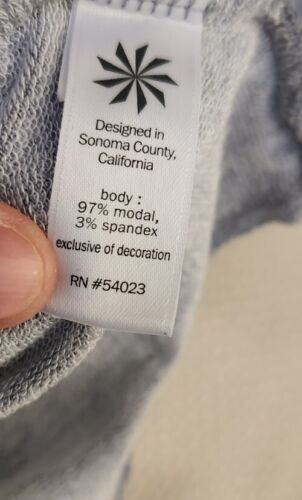 Designed in
Sonoma County,
California
body :
97% modal,
3% spandex
exclusive of decoration
RN #54023